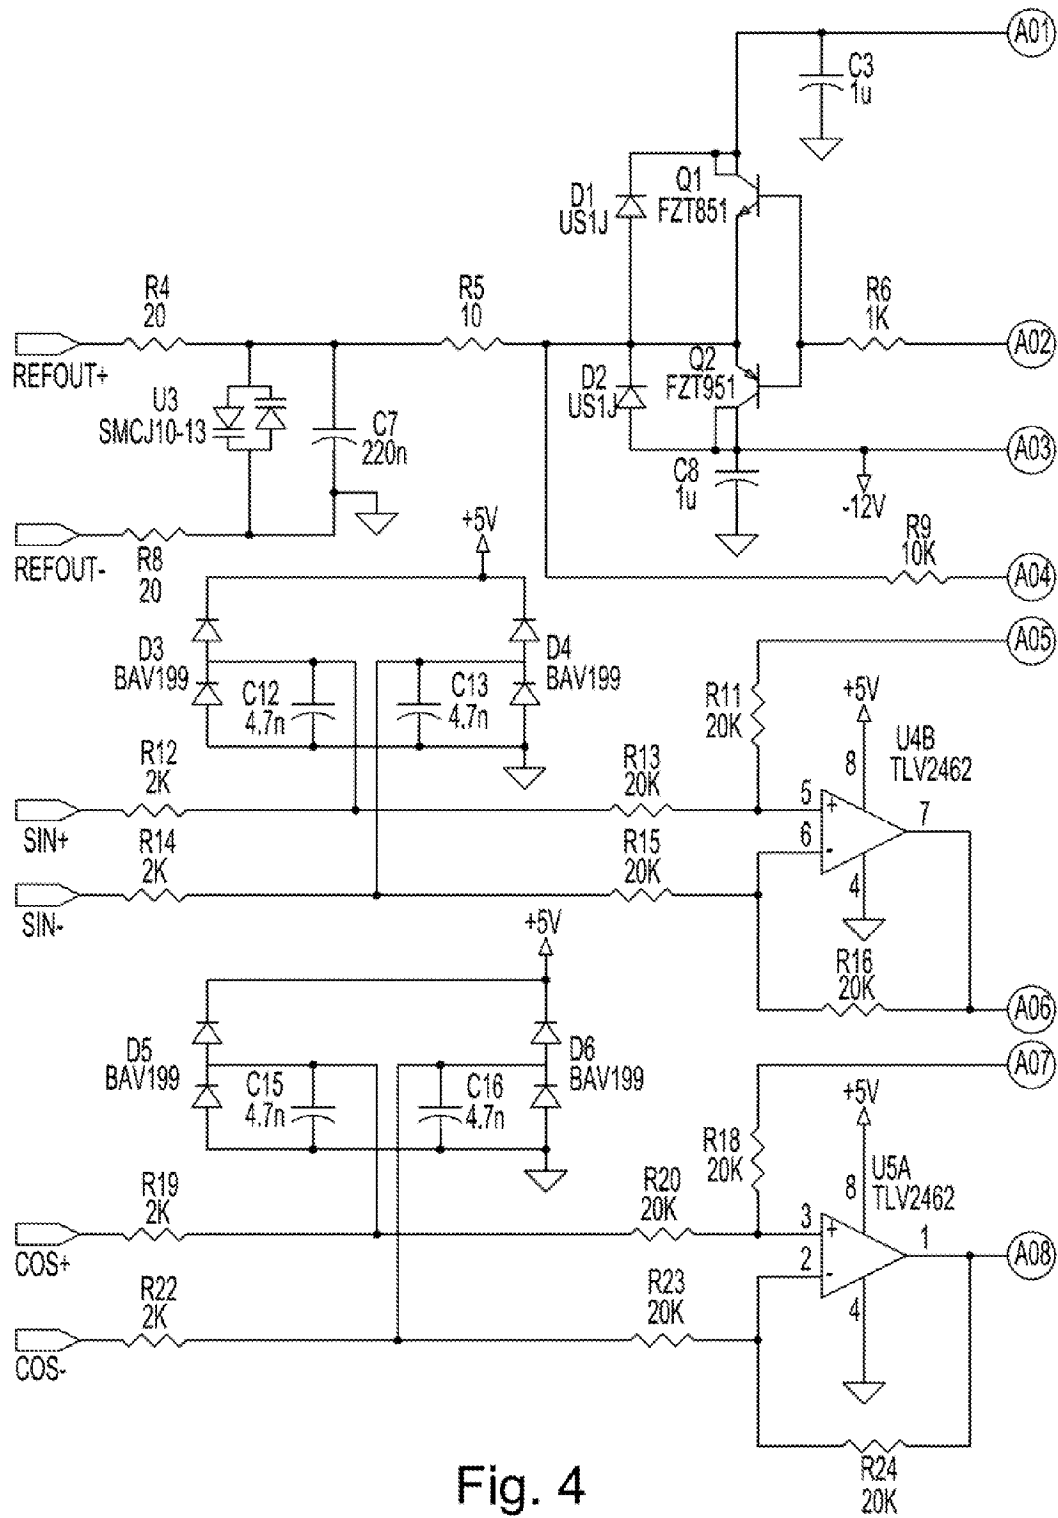 A01
C3
1u
D1
US1J
Q1
FZT851
R4
20
R5
10
R6
1K
A02
REFOUT+
U3
SMCJ10-13
C7
220n
D2
US1J
Q2
FZT951
A03
C8
1u
-12V
REFOUT-
R8
20
+5V
R9
10K
A04
D3
BAV199
C12
4.7n
C13
4.7n
D4
BAV199
A05
R11
20K
+5V
U4B
TLV2462
8
R12
2K
R13
20K
5
+
7
SIN+
R14
2K
R15
20K
6
-
4
SIN-
+5V
R16
20K
A06
D5
BAV199
C15
4.7n
C16
4.7n
D6
BAV199
A07
R18
20K
+5V
U5A
TLV2462
8
R19
2K
R20
20K
3
+
1
A08
COS+
R22
2K
R23
20K
2
-
4
COS-
R24
20K
Fig. 4